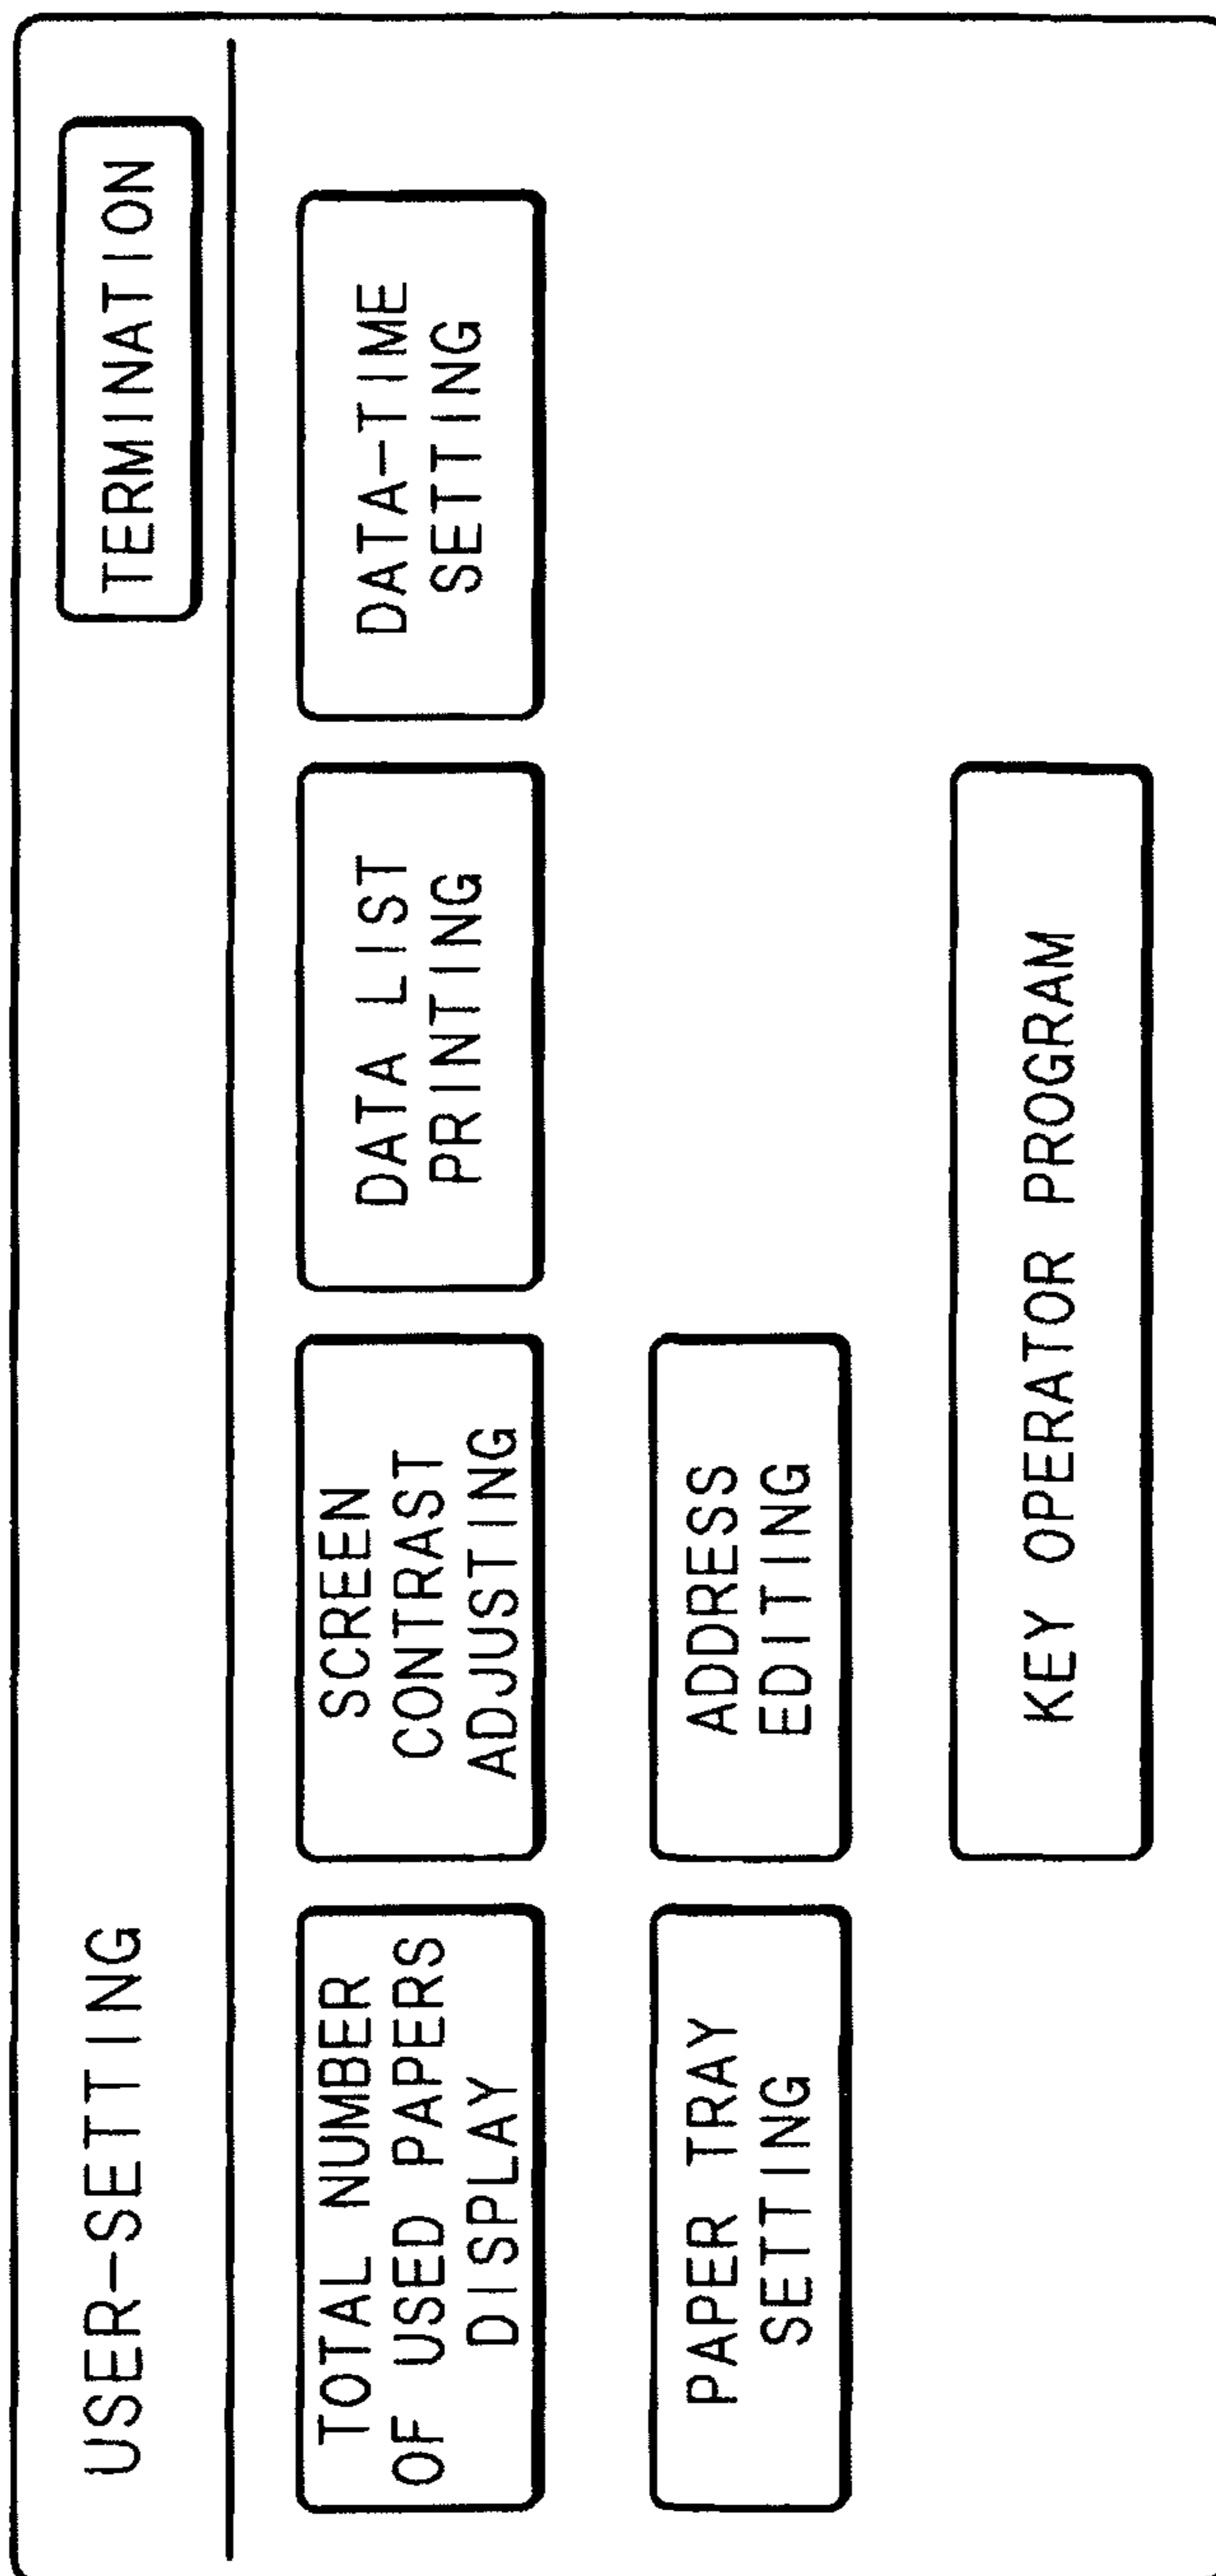 USER-SETTING
TERMINATION
TOTAL NUMBER
OF USED PAPERS
DISPLAY
SCREEN
CONTRAST
ADJUSTING
DATA LIST
PRINTING
DATA-TIME
SETTING
PAPER TRAY
SETTING
ADDRESS
EDITING
KEY OPERATOR PROGRAM